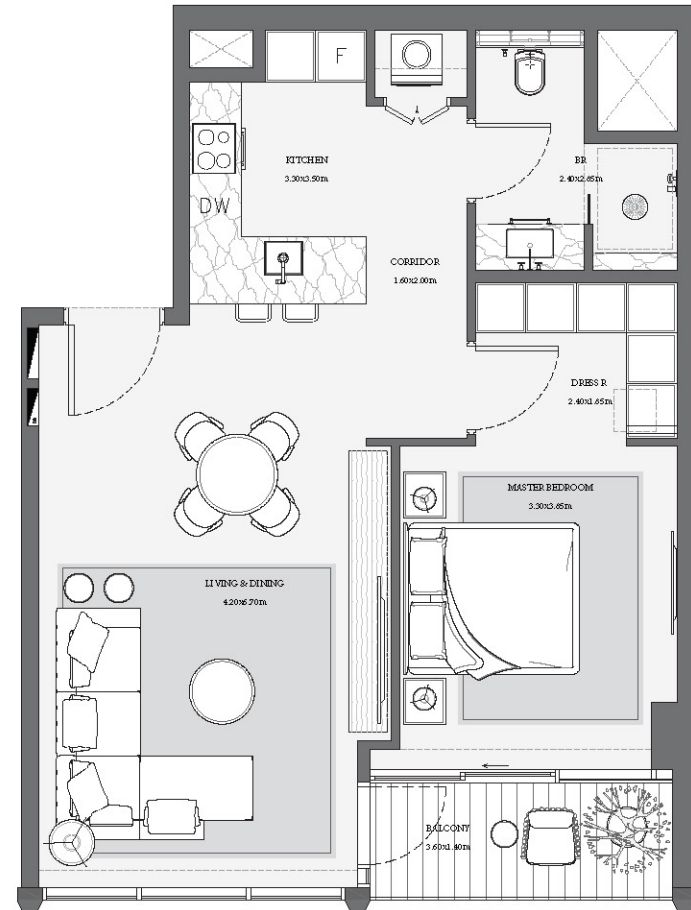 F
KITCHEN
3.30x3.50m
BR
2.40x2.65m
DW
CORRIDOR
1.60x2.00m
DRESS R
2.40x1.65m
MASTER BEDROOM
3.30x3.65m
LIVING & DINING
4.20x6.70m
BALCONY
3.60x1.40m